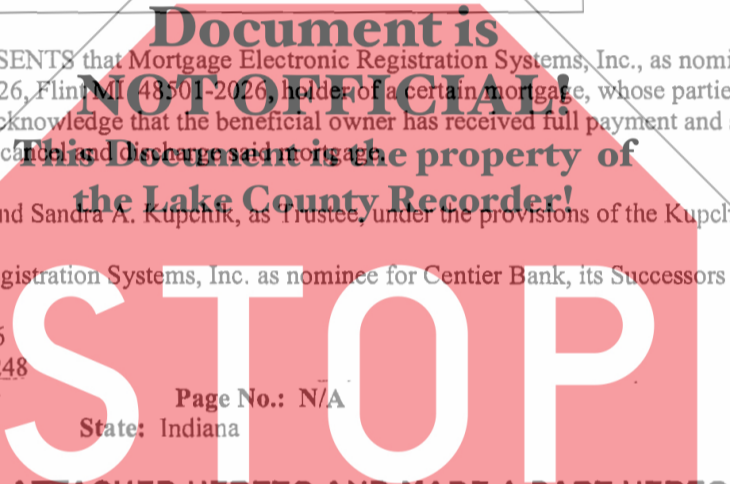 Document is
SENTS that Mortgage Electronic Registration Systems, Inc., as nomi
26, Flint MI 48501-2026, holder of a certain mortgage, whose partie
NOT OFFICIAL!
cknowledge that the beneficial owner has received full payment and
cancel and discharge said mortgage.
This Document is the property of
the Lake County Recorder!
nd Sandra A. Kupchik, as Trustee, under the provisions of the Kupcl
gistration Systems, Inc. as nominee for Centier Bank, its Successors
248
STOP
Page No.: N/A
State: Indiana